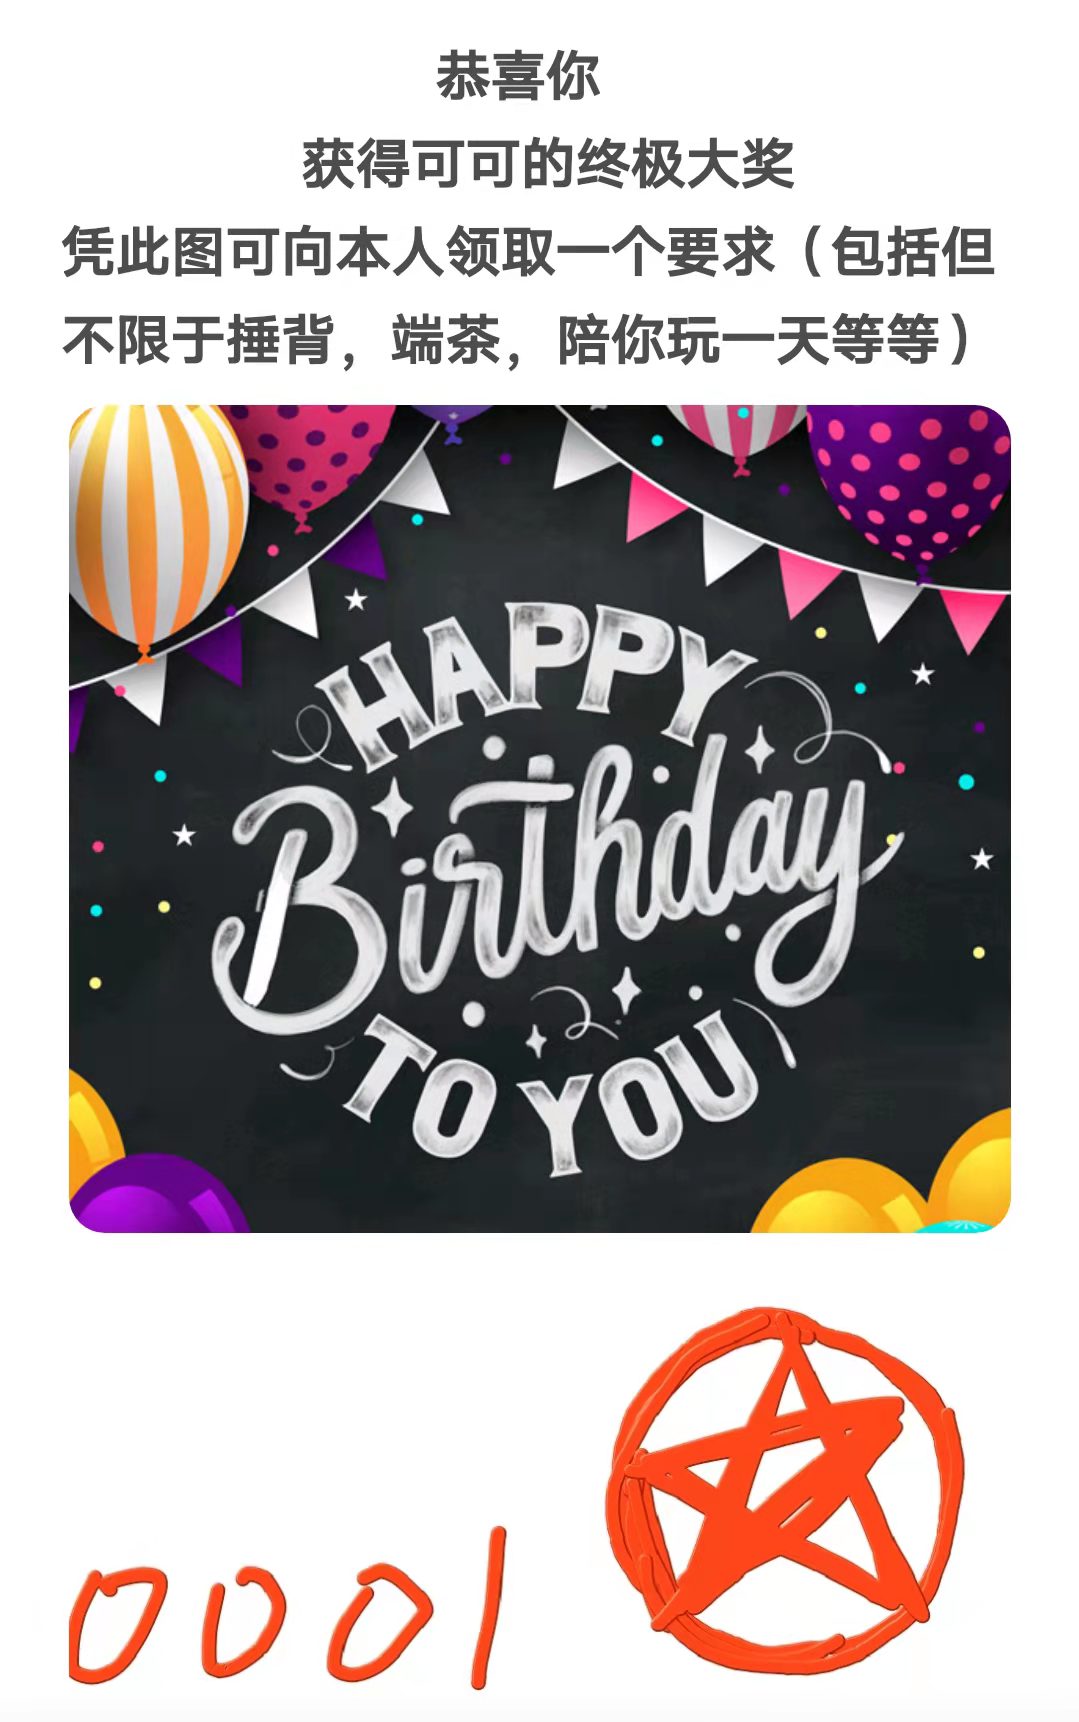 恭喜你
获得可可的终极大奖
凭此图可向本人领取一个要求（包括但
不限于捶背，端茶，陪你玩一天等等）
HAPPY
Birthday
TO YOU
0001